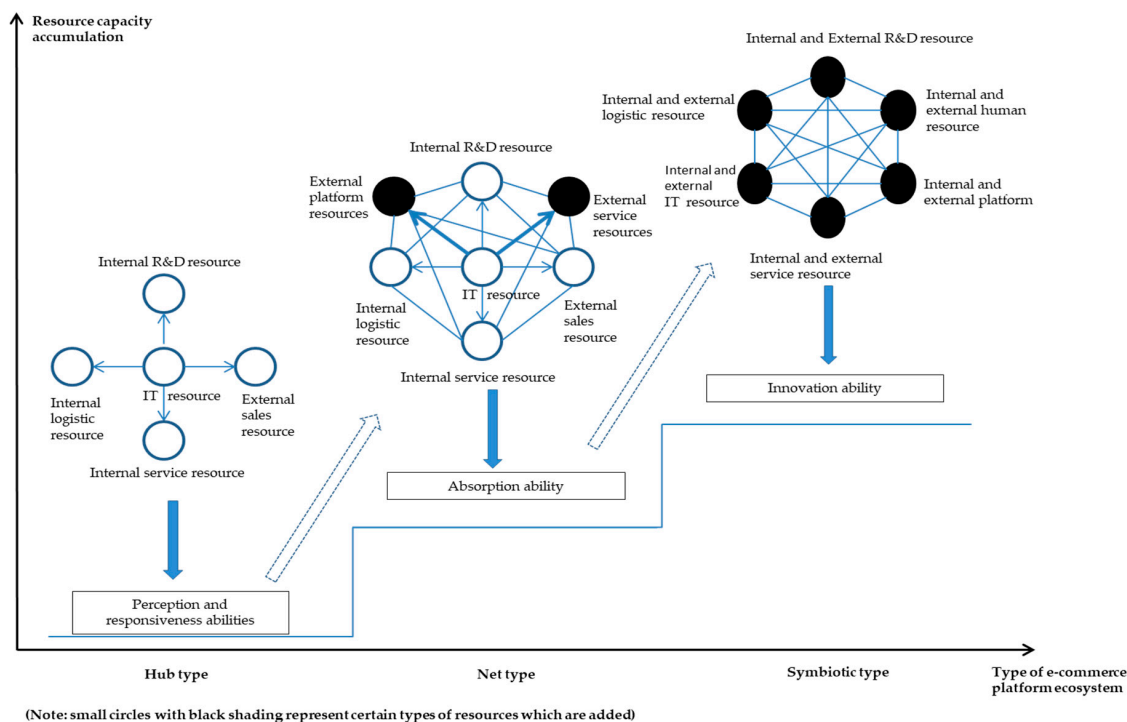 Resource capacity
accumulation
Internal and External R&D resource
Internal and external
logistic resource
Internal and
external human
resource
Internal and
external
IT resource
Internal and
external platform
Internal and external
service resource
Innovation ability
Internal R&D resource
External
platform
resources
External
service
resources
IT resource
Internal
logistic
resource
External
sales
resource
Internal service resource
Absorption ability
Internal R&D resource
IT resource
Internal
logistic
resource
External
sales
resource
Internal service resource
Perception and
responsiveness abilities
Hub type
Net type
Symbiotic type
Type of e-commerce
platform ecosystem
(Note: small circles with black shading represent certain types of resources which are added)